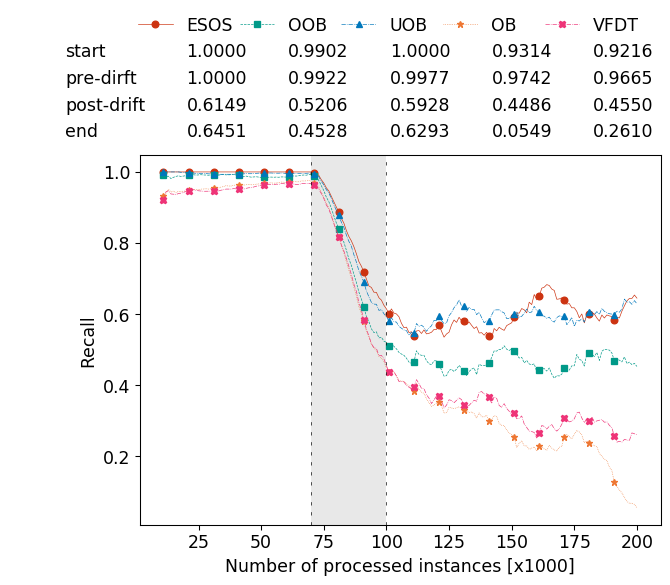 ESOS OOB UOB OB VFDT
start 1.0000 0.9902 1.0000 0.9314 0.9216
pre-dirft 1.0000 0.9922 0.9977 0.9742 0.9665
post-drift 0.6149 0.5206 0.5928 0.4486 0.4550
end 0.6451 0.4528 0.6293 0.0549 0.2610
1.0
0.8
0.6
0.4
0.2
Recall
25 50 75 100 125 150 175 200
Number of processed instances [x1000]